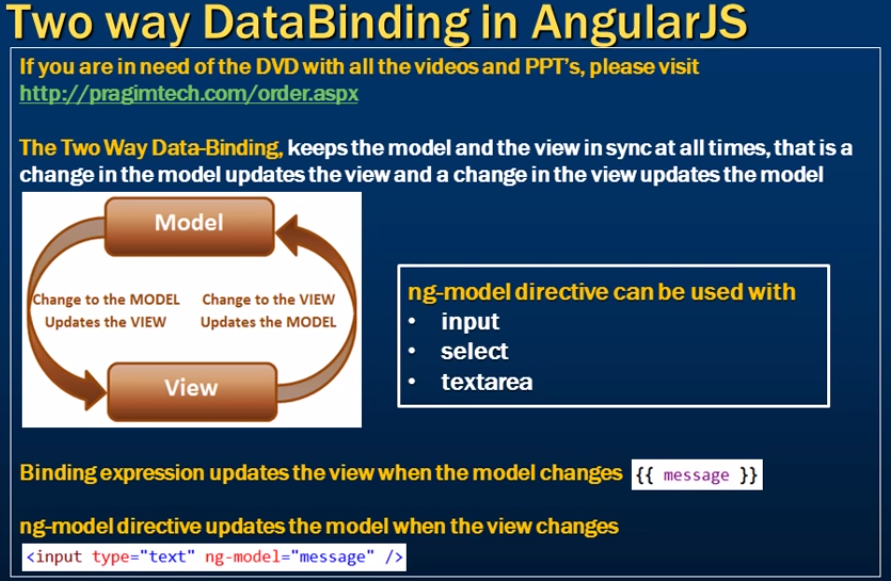 Two way DataBinding in AngularJS
If you are in need of the DVD with all the videos and PPT's, please visit
http://pragimtech.com/order.aspx
The Two Way Data-Binding, keeps the model and the view in sync at all times, that is a
change in the model updates the view and a change in the view updates the model
Model
Change to the MODEL
Updates the VIEW
Change to the VIEW
Updates the MODEL
View
ng-model directive can be used with
• input
• select
• textarea
Binding expression updates the view when the model changes {{ message }}
ng-model directive updates the model when the view changes
<input type="text" ng-model="message" />